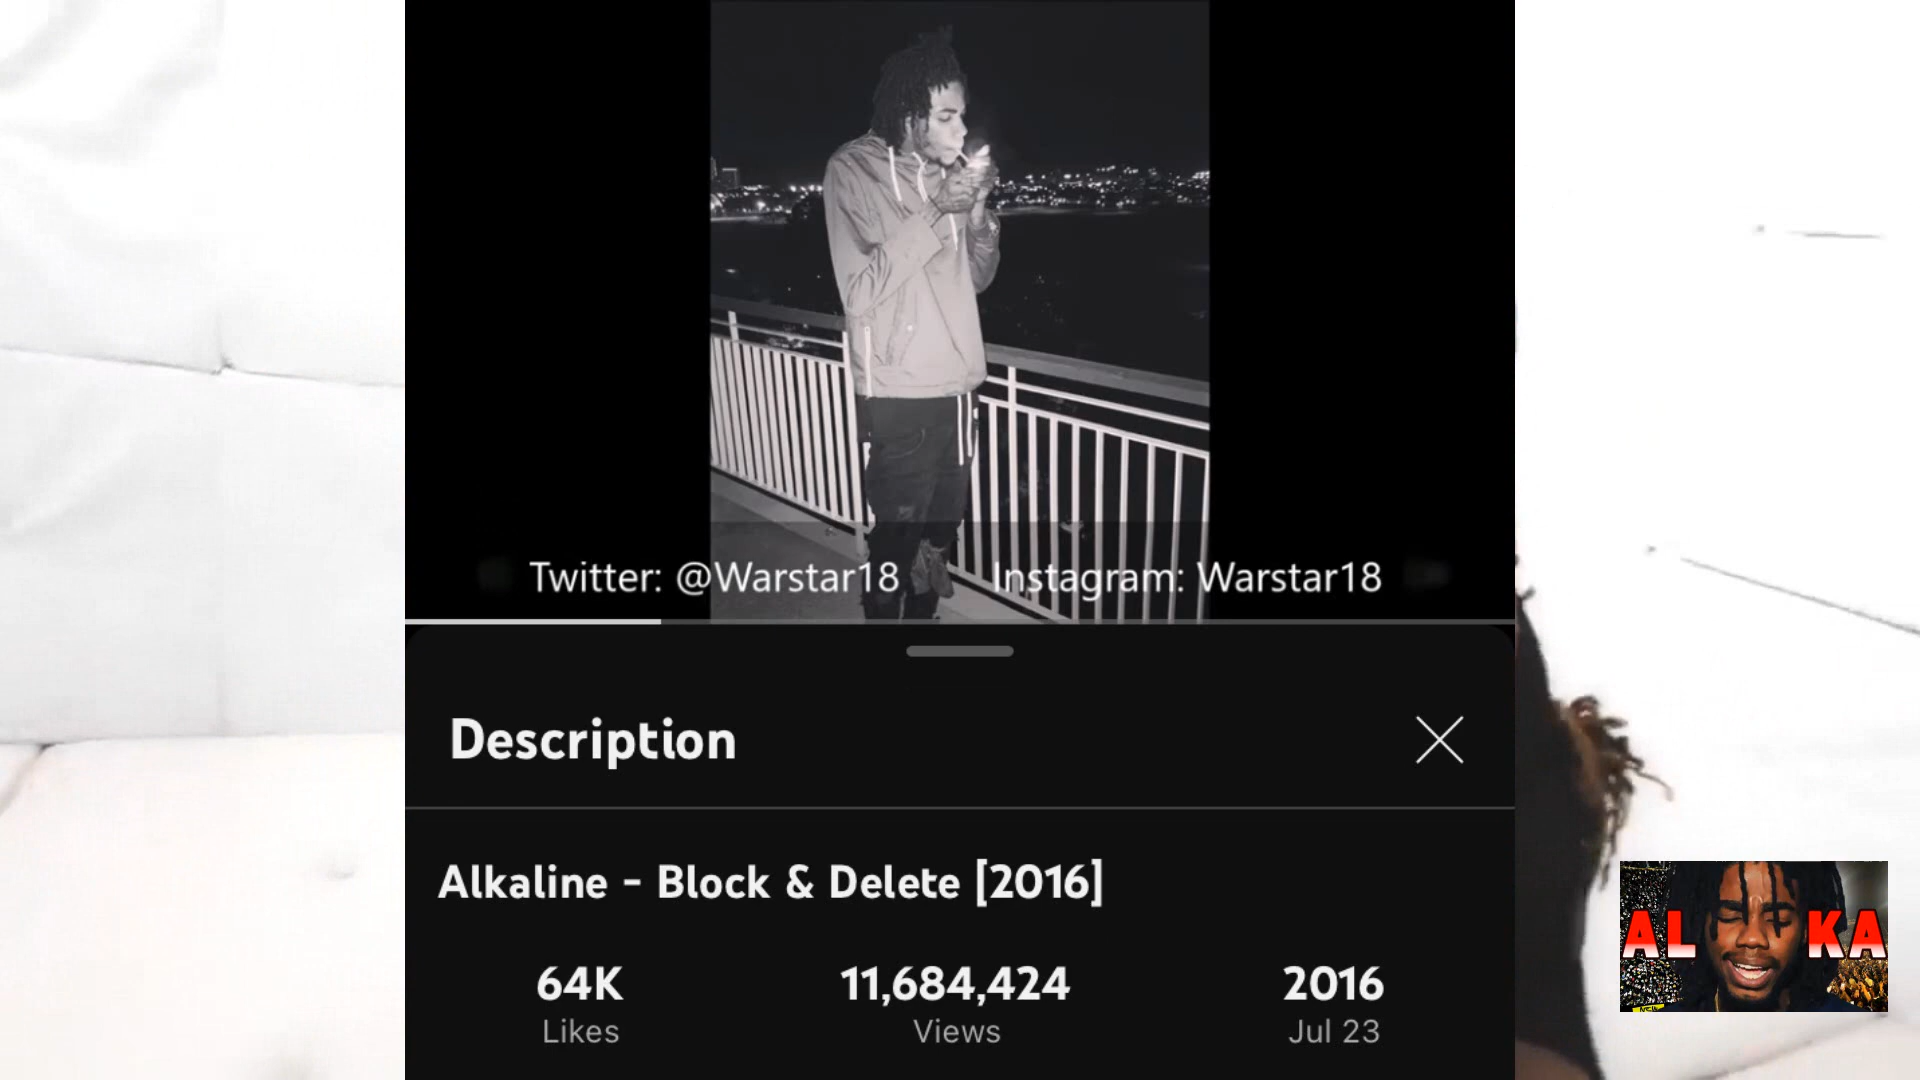 Twitter: @Warstar18 Instagram: Warstar18
Description
Alkaline - Block & Delete [2016]
64K 11,684,424 2016
Likes Views Jul 23
AL KA